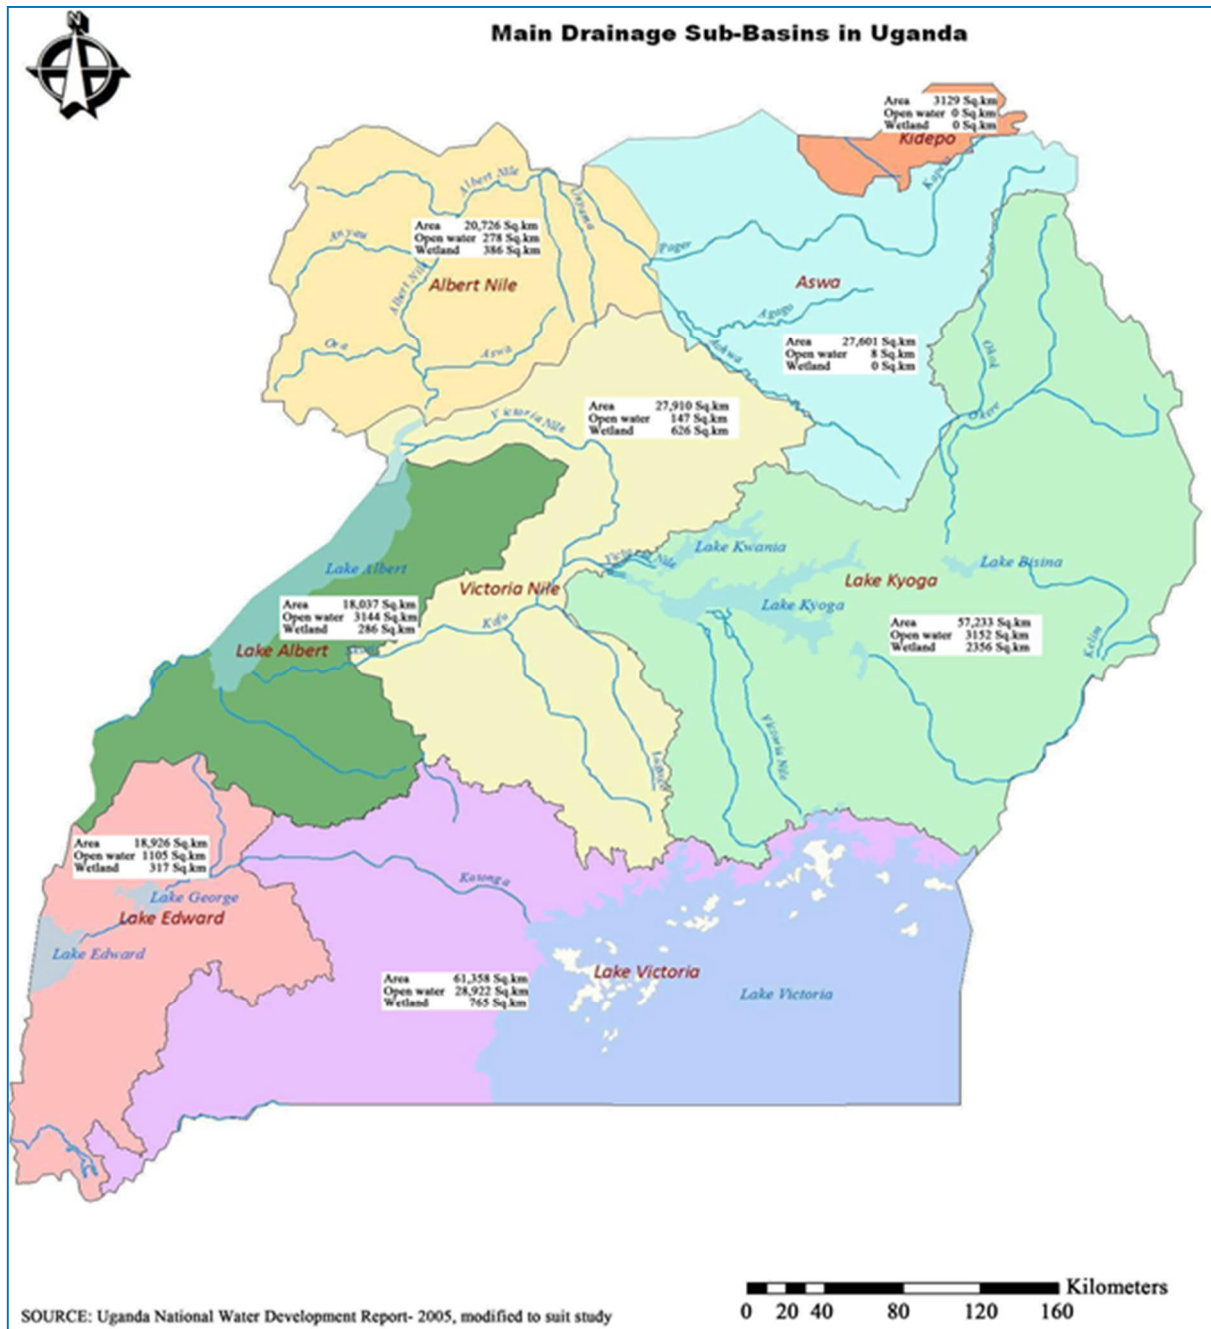 N
Main Drainage Sub-Basins in Uganda
Area 3129 Sq.km
Open water 0 Sq.km
Wetland 0 Sq.km
Kidepo
Albert Nile
Area 20,726 Sq.km
Open water 278 Sq.km
Wetland 386 Sq.km
Anyau
Albert Nile
Albert Nile
Pager
Aswa
Agago
Achwa
Area 27,601 Sq.km
Open water 8 Sq.km
Wetland 0 Sq.km
Ora
Aswa
Okok
Okere
Area 27,910 Sq.km
Open water 147 Sq.km
Wetland 626 Sq.km
Victoria Nile
Victoria Nile
Lake Kwania
Lake Bisina
Lake Albert
Lake Kyoga
Victoria Nile
Lake Kyoga
Area 18,037 Sq.km
Open water 3144 Sq.km
Wetland 286 Sq.km
Kafo
Area 57,233 Sq.km
Open water 3152 Sq.km
Wetland 2356 Sq.km
Kelim
Lake Albert
Victoria Nile
Lugogo
Area 18,926 Sq.km
Open water 1105 Sq.km
Wetland 317 Sq.km
Katonga
Lake George
Lake Edward
Lake Edward
Area 61,358 Sq.km
Open water 28,922 Sq.km
Wetland 765 Sq.km
Lake Victoria
Lake Victoria
Kilometers
0 20 40 80 120 160
SOURCE: Uganda National Water Development Report- 2005, modified to suit study